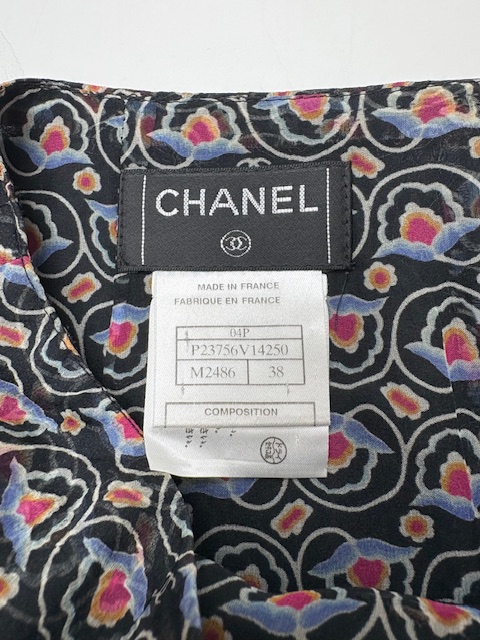 CHANEL
MADE IN FRANCE
FABRIQUE EN FRANCE
04P
P23756V14250
M2486 38
COMPOSITION